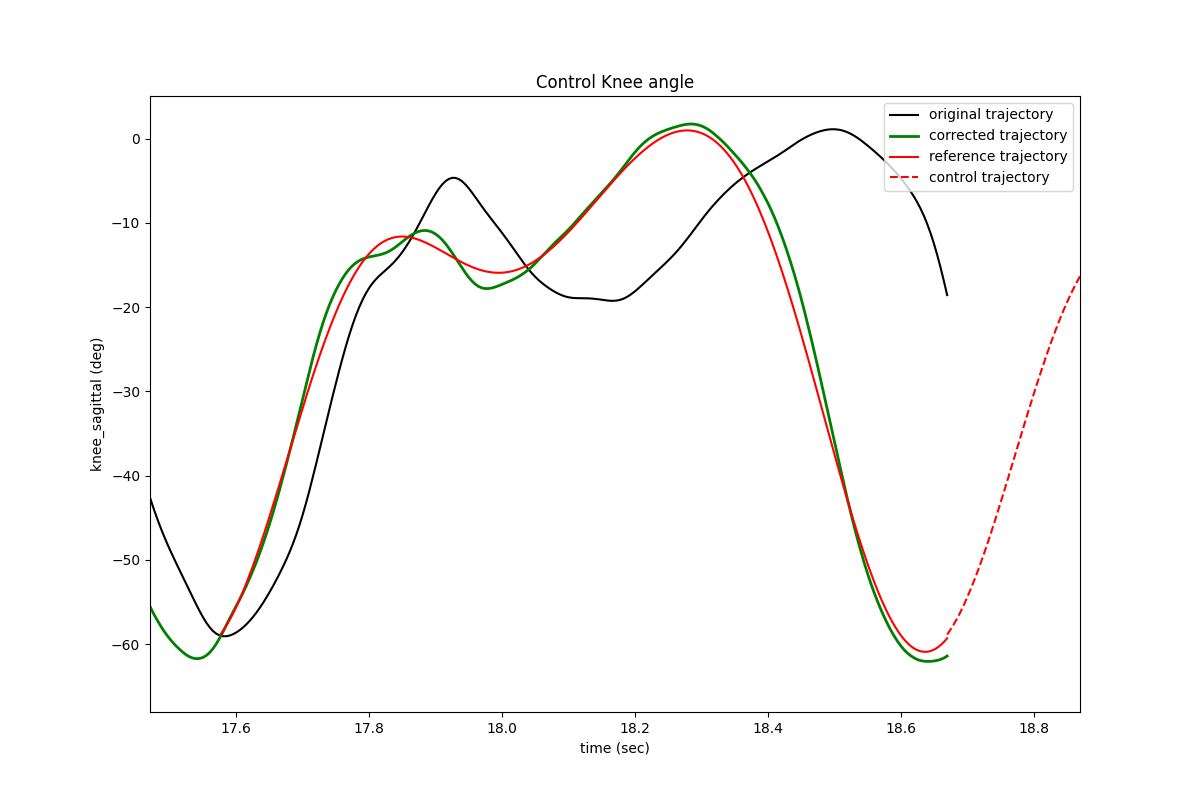 Control Knee angle
original trajectory
corrected trajectory
reference trajectory
control trajectory
knee_sagittal (deg)
0
−10
−20
−30
−40
−50
−60
17.6 17.8 18.0 18.2 18.4 18.6 18.8
time (sec)